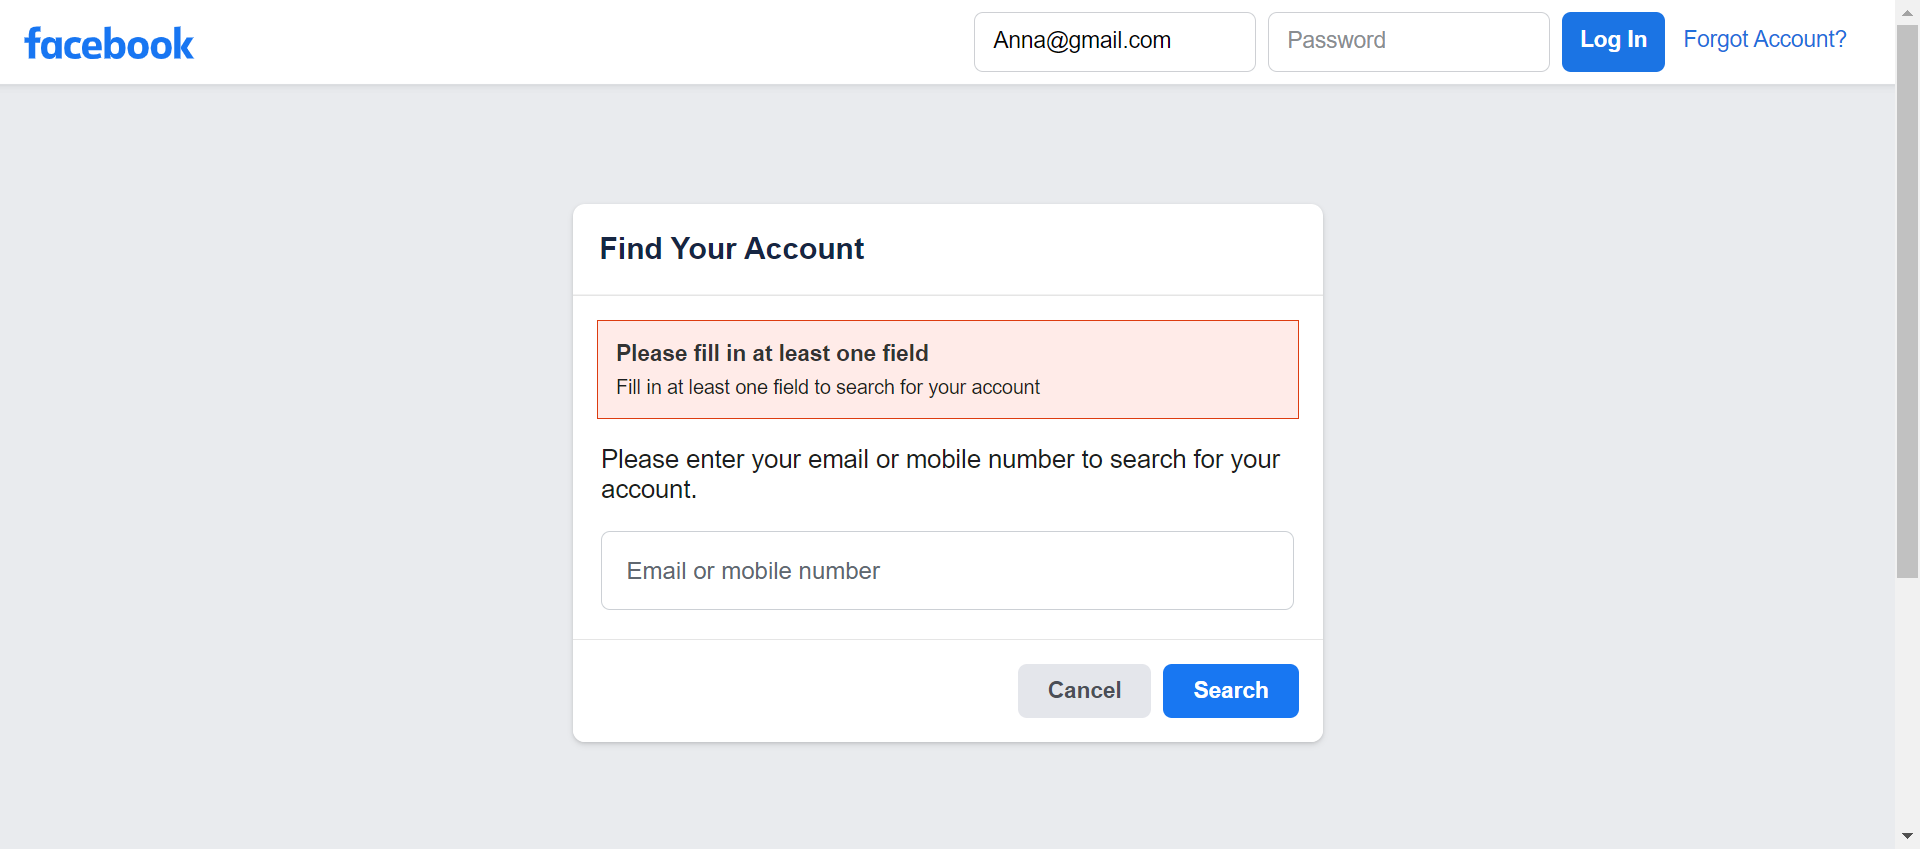 facebook
Anna@gmail.com
Password
Log In
Forgot Account?
Find Your Account
Please fill in at least one field
Fill in at least one field to search for your account
Please enter your email or mobile number to search for your
account.
Email or mobile number
Cancel
Search